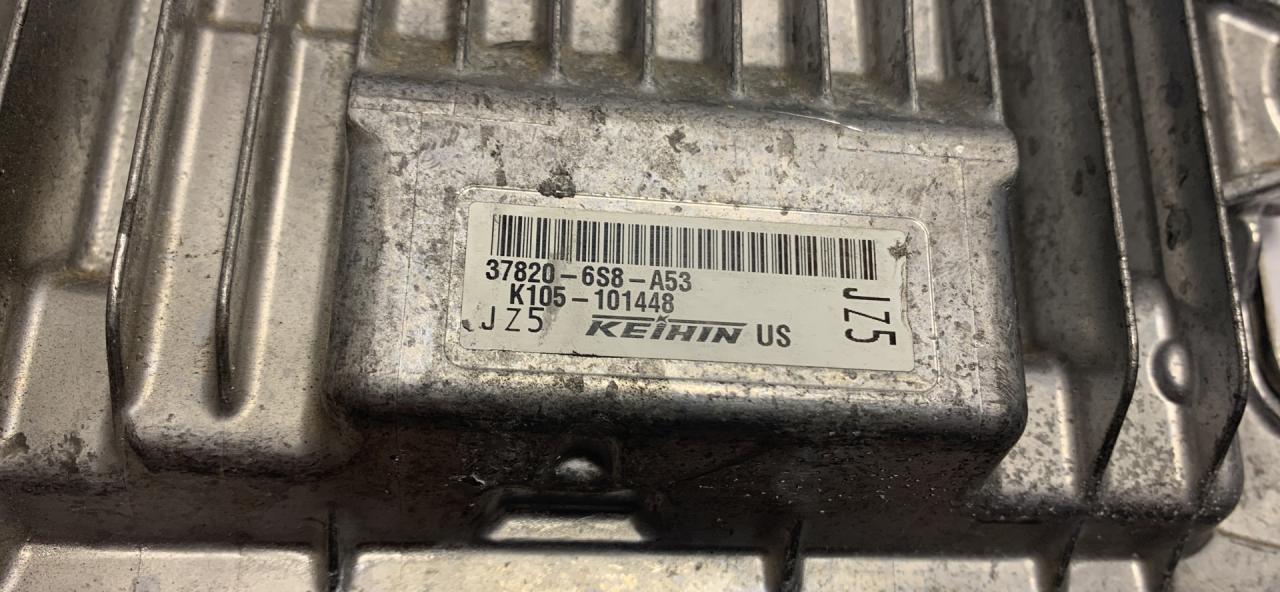 37820-6S8-A53
K105-101448
JZ5 KEIHIN US
JZ5